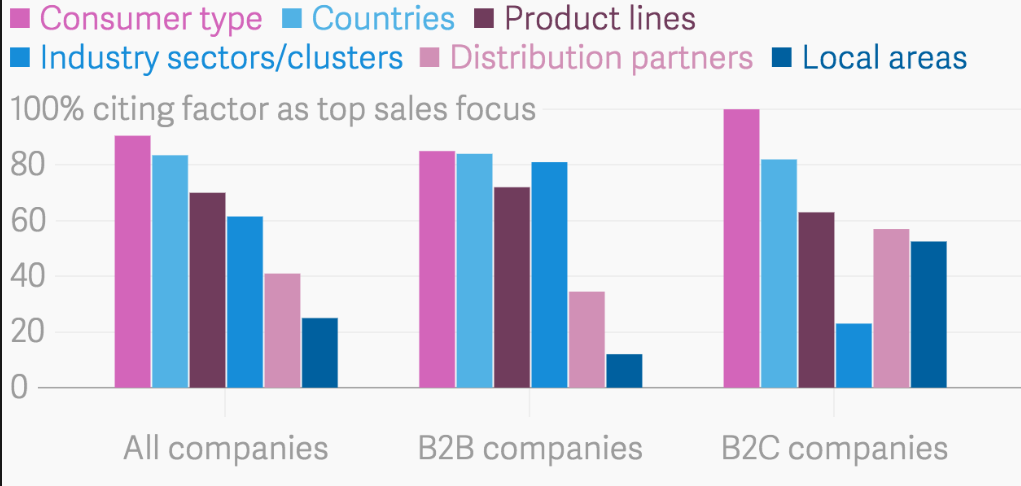 Consumer type Countries Product lines
Industry sectors/clusters Distribution partners Local areas
100% citing factor as top sales focus
80
60
40
20
0
All companies B2B companies B2C companies